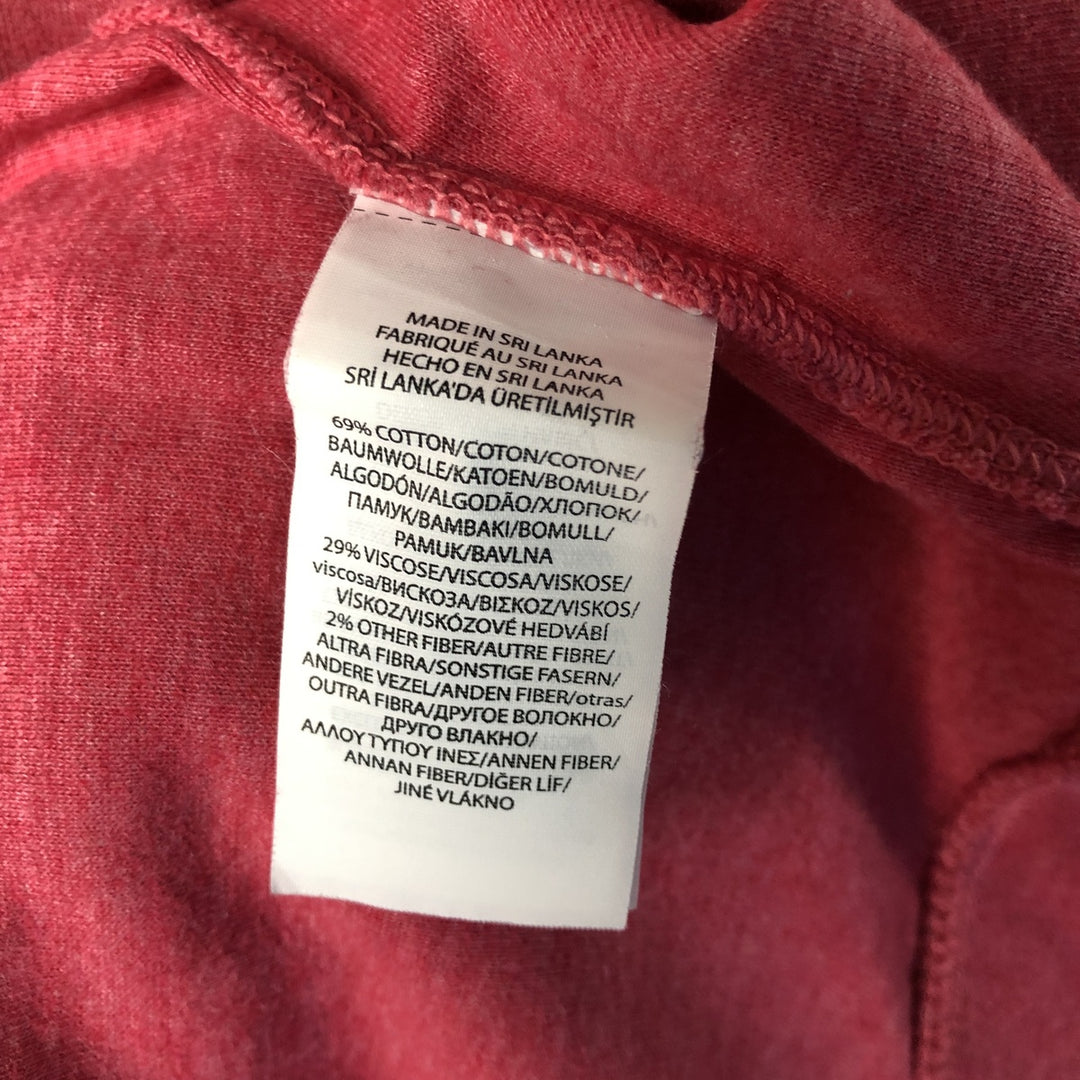 MADE IN SRI LANKA
FABRIQUÉ AU SRI LANKA
HECHO EN SRI LANKA
SRİ LANKA'DA ÜRETİLMİŞTİR
69% COTTON/COTON/COTONE/
BAUMWOLLE/KATOEN/BOMULD/
ALGODÓN/ALGODÃO/ХЛОПОК/
ПАМУК/BAMBAKI/BOMULL/
PAMUK/BAVLNA
29% VISCOSE/VISCOSA/VISKOSE/
viscosa/ВИСКОЗА/ΒΙΣΚΟΖ/VISKOS/
VİSKOZ/VISKÓZOVÉ HEDVÁBÍ
2% OTHER FIBER/AUTRE FIBRE/
ALTRA FIBRA/SONSTIGE FASERN/
ANDERE VEZEL/ANDEN FIBER/otras/
OUTRA FIBRA/ДРУГОЕ ВОЛОКНО/
ДРУГО ВЛАКНО/
ΑΛΛΟΥ ΤΥΠΟΥ ΙΝΕΣ/ANNEN FIBER/
ANNAN FIBER/DİĞER LİF/
JINÉ VLÁKNO